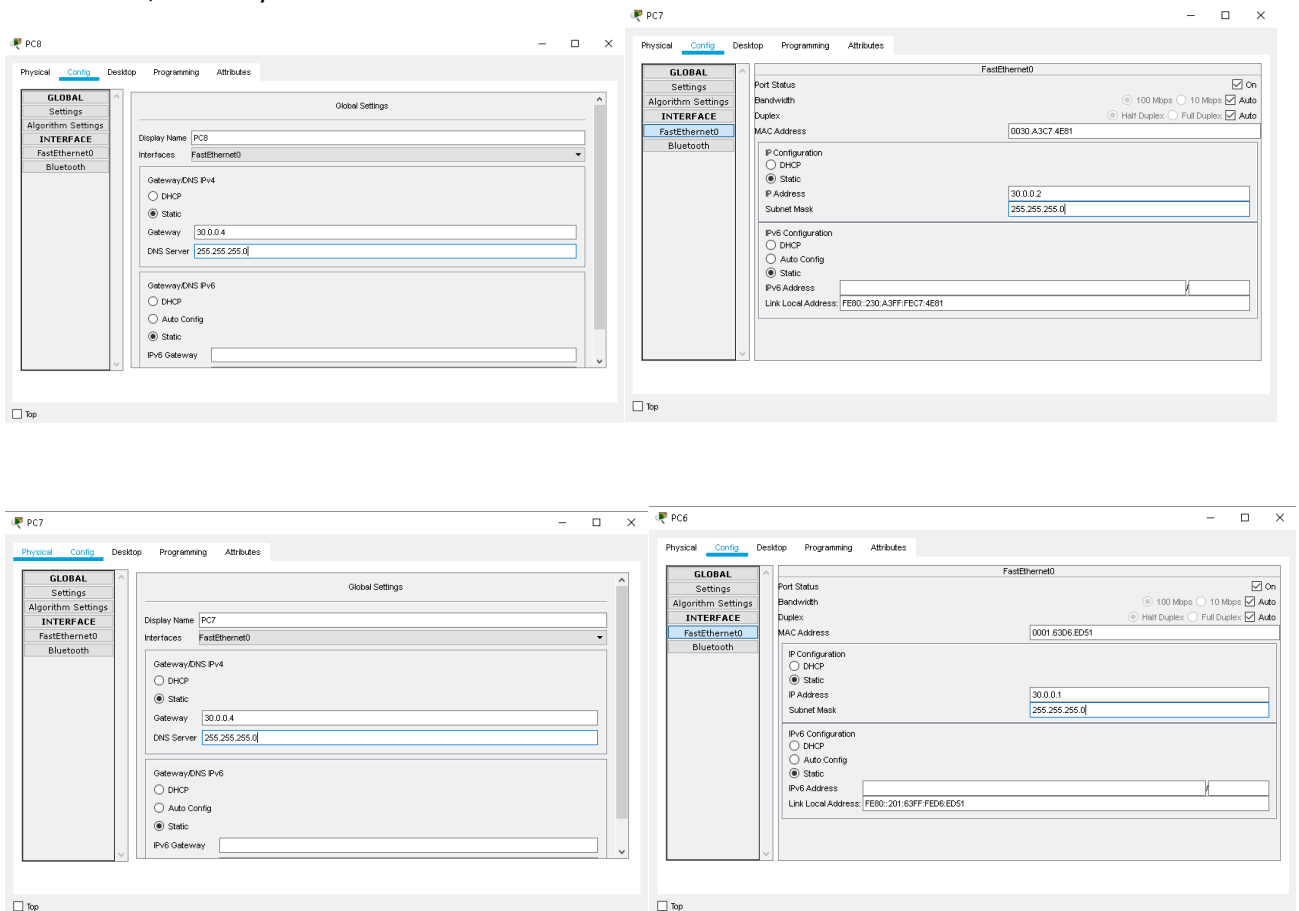 PC8
Physical Config Desktop Programming Attributes
GLOBAL
Settings
Algorithm Settings
INTERFACE
FastEthernet0
Bluetooth
Global Settings
Display Name PC8
Interfaces FastEthernet0
Gateway/DNS IPv4
DHCP
Static
Gateway 30.0.0.4
DNS Server 255.255.255.0
Gateway/DNS IPv6
DHCP
Auto Config
Static
IPv6 Gateway
Top
PC7
Physical Config Desktop Programming Attributes
GLOBAL
Settings
Algorithm Settings
INTERFACE
FastEthernet0
Bluetooth
FastEthernet0
Port Status On
Bandwidth 100 Mbps 10 Mbps Auto
Duplex Half Duplex Full Duplex Auto
MAC Address 0030.A3C7.4E81
IP Configuration
DHCP
Static
IP Address 30.0.0.2
Subnet Mask 255.255.255.0
IPv6 Configuration
DHCP
Auto Config
Static
IPv6 Address /
Link Local Address: FE80::230:A3FF:FEC7:4E81
Top
PC7
Physical Config Desktop Programming Attributes
GLOBAL
Settings
Algorithm Settings
INTERFACE
FastEthernet0
Bluetooth
Global Settings
Display Name PC7
Interfaces FastEthernet0
Gateway/DNS IPv4
DHCP
Static
Gateway 30.0.0.4
DNS Server 255.255.255.0
Gateway/DNS IPv6
DHCP
Auto Config
Static
IPv6 Gateway
Top
PC6
Physical Config Desktop Programming Attributes
GLOBAL
Settings
Algorithm Settings
INTERFACE
FastEthernet0
Bluetooth
FastEthernet0
Port Status On
Bandwidth 100 Mbps 10 Mbps Auto
Duplex Half Duplex Full Duplex Auto
MAC Address 0001.63D6.ED51
IP Configuration
DHCP
Static
IP Address 30.0.0.1
Subnet Mask 255.255.255.0
IPv6 Configuration
DHCP
Auto Config
Static
IPv6 Address /
Link Local Address: FE80::201:63FF:FED6:ED51
Top